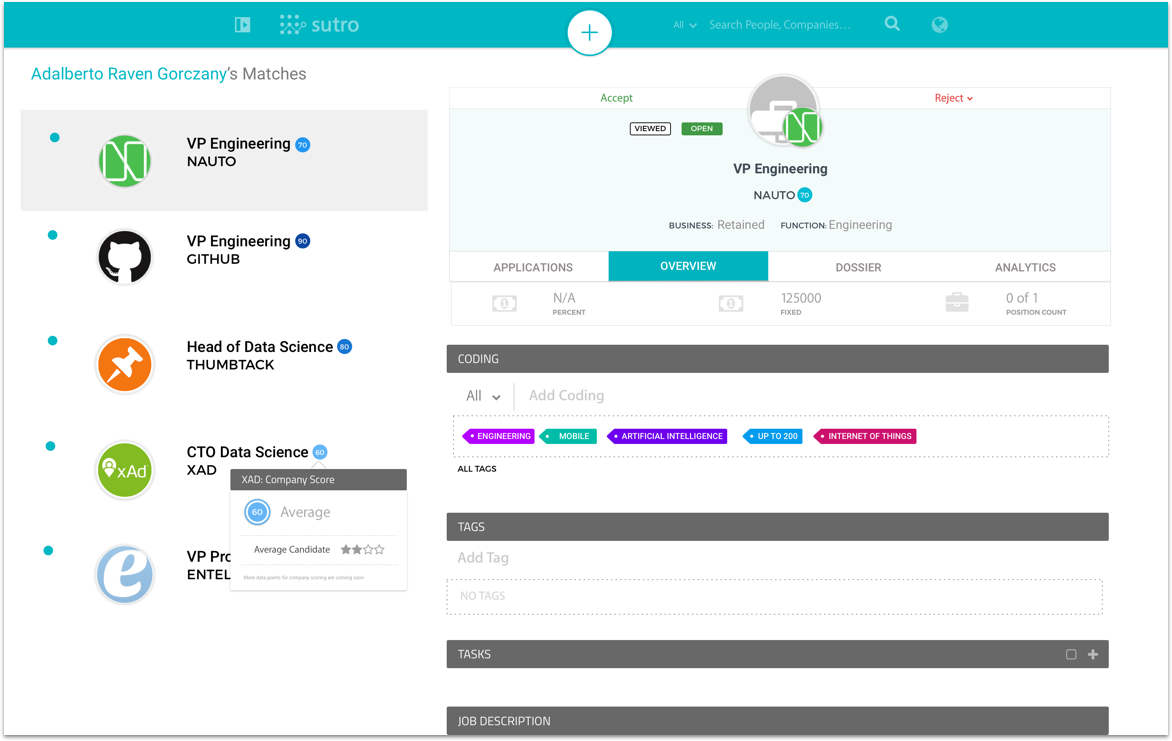 sutro
All
Search People, Companies...
Adalberto Raven Gorczany's Matches
VP Engineering 70
NAUTO
VP Engineering 90
GITHUB
Head of Data Science 80
THUMBTACK
xAd
CTO Data Science 60
XAD
XAD: Company Score
60 Average
Average Candidate
More data points for company scoring are coming soon
VP Pro
ENTEL
Accept
Reject
VIEWED
OPEN
VP Engineering
NAUTO 70
BUSINESS: Retained FUNCTION: Engineering
APPLICATIONS
OVERVIEW
DOSSIER
ANALYTICS
N/A
PERCENT
125000
FIXED
0 of 1
POSITION COUNT
CODING
All
Add Coding
ENGINEERING
MOBILE
ARTIFICIAL INTELLIGENCE
UP TO 200
INTERNET OF THINGS
ALL TAGS
TAGS
Add Tag
NO TAGS
TASKS
JOB DESCRIPTION